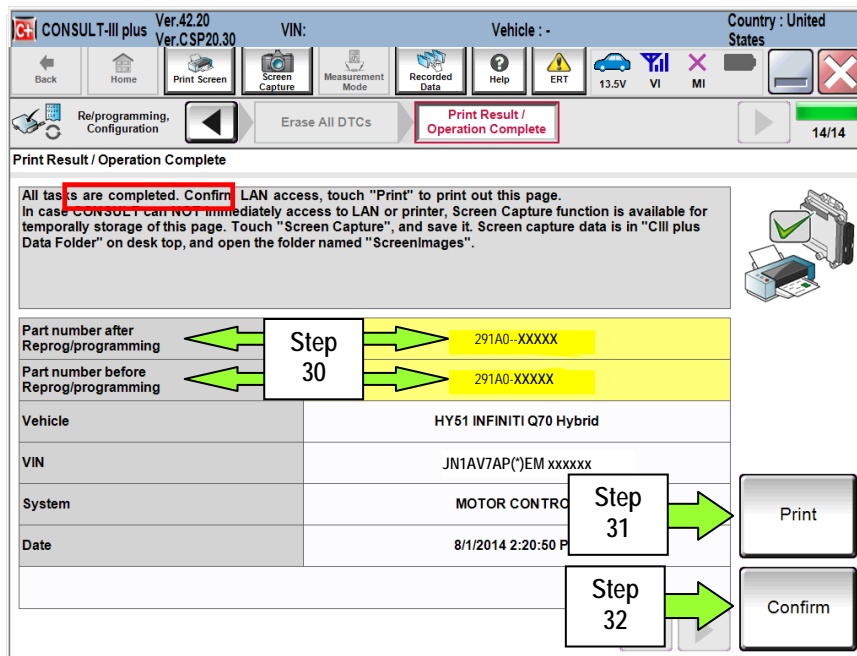 CONSULT-III plus
Ver.42.20
Ver.CSP20.30
VIN:
Vehicle : -
Country : United
States
Back
Home
Print Screen
Screen
Capture
Measurement
Mode
Recorded
Data
Help
ERT
13.5V
VI
MI
Re/programming,
Configuration
Erase All DTCs
Print Result /
Operation Complete
14/14
Print Result / Operation Complete
All tasks are completed. Confirm LAN access, touch "Print" to print out this page.
In case CONSULT can NOT immediately access to LAN or printer, Screen Capture function is available for
temporally storage of this page. Touch "Screen Capture", and save it. Screen capture data is in "CIII plus
Data Folder" on desk top, and open the folder named "ScreenImages".
Part number after
Reprog/programming
291A0--XXXXX
Step
30
Part number before
Reprog/programming
291A0-XXXXX
Vehicle
HY51 INFINITI Q70 Hybrid
VIN
JN1AV7AP(*)EM xxxxxx
System
MOTOR CONTRO
Step
31
Print
Date
8/1/2014 2:20:50 P
Step
32
Confirm